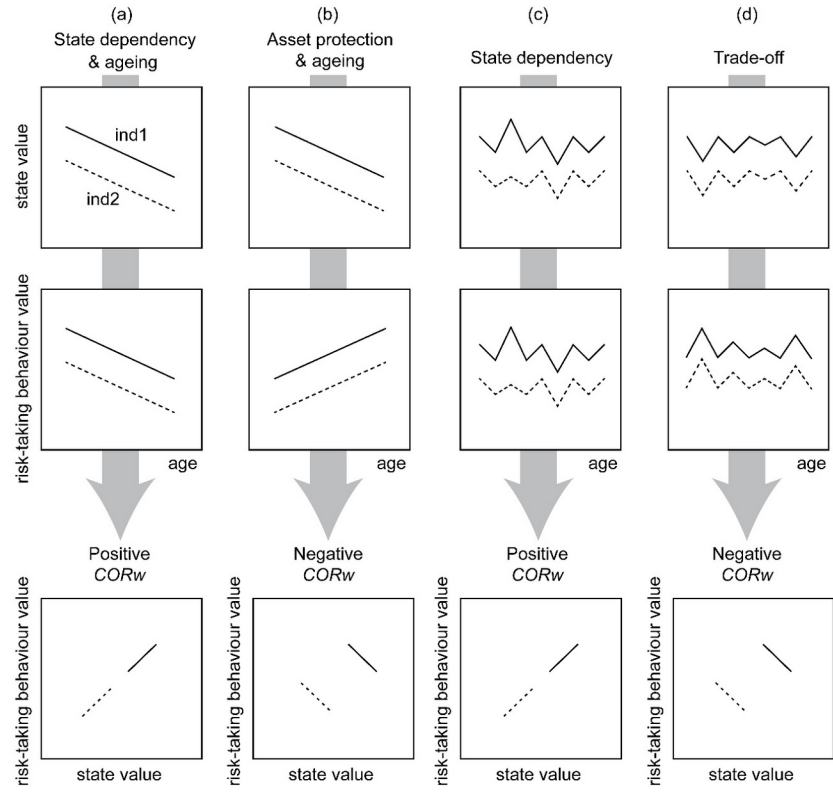 (a)
(b)
(c)
(d)
State dependency
& ageing
Asset protection
& ageing
State dependency
Trade-off
state value
ind1
ind2
risk-taking behaviour value
age
age
age
age
Positive
CORw
Negative
CORw
Positive
CORw
Negative
CORw
risk-taking behaviour value
state value
risk-taking behaviour value
state value
risk-taking behaviour value
state value
risk-taking behaviour value
state value